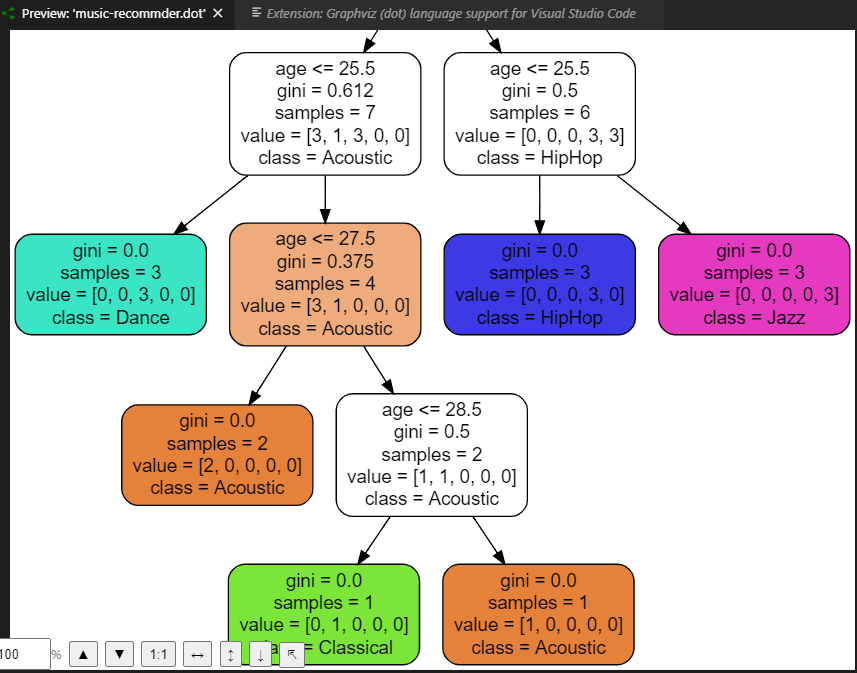 Preview: 'music-recommder.dot' ×
Extension: Graphviz (dot) language support for Visual Studio Code
age <= 25.5
gini = 0.612
samples = 7
value = [3, 1, 3, 0, 0]
class = Acoustic
age <= 25.5
gini = 0.5
samples = 6
value = [0, 0, 0, 3, 3]
class = HipHop
gini = 0.0
samples = 3
value = [0, 0, 3, 0, 0]
class = Dance
age <= 27.5
gini = 0.375
samples = 4
value = [3, 1, 0, 0, 0]
class = Acoustic
gini = 0.0
samples = 3
value = [0, 0, 0, 3, 0]
class = HipHop
gini = 0.0
samples = 3
value = [0, 0, 0, 0, 3]
class = Jazz
gini = 0.0
samples = 2
value = [2, 0, 0, 0, 0]
class = Acoustic
age <= 28.5
gini = 0.5
samples = 2
value = [1, 1, 0, 0, 0]
class = Acoustic
gini = 0.0
samples = 1
value = [0, 1, 0, 0, 0]
= Classical
gini = 0.0
samples = 1
value = [1, 0, 0, 0, 0]
class = Acoustic
100 % ▲ ▼ 1:1 ↔ ↕ ↓ ↖